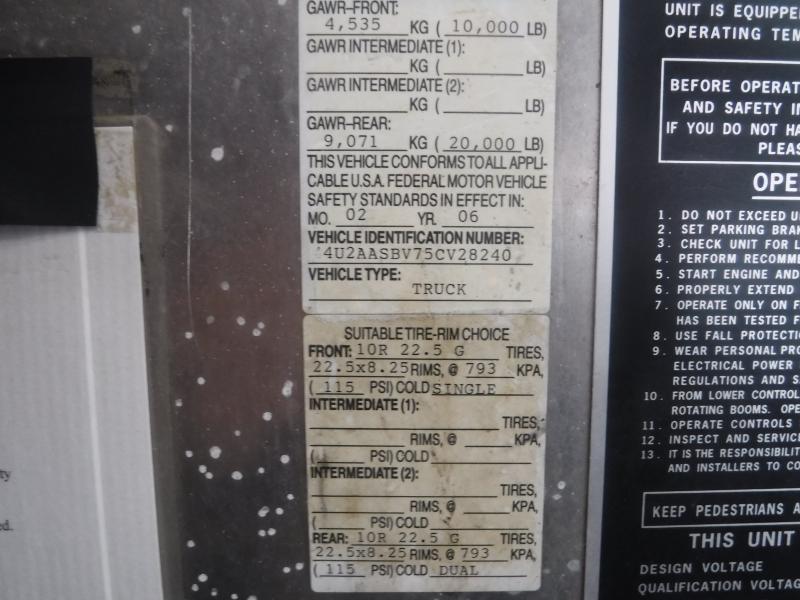 GAWR-FRONT:
4,535 KG ( 10,000 LB)
GAWR INTERMEDIATE (1):
KG ( LB)
GAWR INTERMEDIATE (2):
KG ( LB)
GAWR-REAR:
9,071 KG ( 20,000 LB)
THIS VEHICLE CONFORMS TO ALL APPLI-
CABLE U.S.A. FEDERAL MOTOR VEHICLE
SAFETY STANDARDS IN EFFECT IN:
MO. 02 YR. 06
VEHICLE IDENTIFICATION NUMBER:
4U2AASBV75CV28240
VEHICLE TYPE:
TRUCK
SUITABLE TIRE-RIM CHOICE
FRONT: 10R 22.5 G TIRES,
22.5x8.25 RIMS, @ 793 KPA,
( 115 PSI) COLD SINGLE
INTERMEDIATE (1):
TIRES,
RIMS, @ KPA,
( PSI) COLD
INTERMEDIATE (2):
TIRES,
RIMS, @ KPA,
( PSI) COLD
REAR: 10R 22.5 G TIRES,
22.5x8.25 RIMS, @ 793 KPA,
( 115 PSI) COLD DUAL
UNIT IS EQUIPPE
OPERATING TEM
BEFORE OPERAT
AND SAFETY I
IF YOU DO NOT HA
PLEAS
OPE
1. DO NOT EXCEED U
2. SET PARKING BRAK
3. CHECK UNIT FOR L
4. PERFORM RECOMME
5. START ENGINE AND
6. PROPERLY EXTEND
7. OPERATE ONLY ON F
HAS BEEN TESTED F
8. USE FALL PROTECTI
9. WEAR PERSONAL PRO
ELECTRICAL POWER
REGULATIONS AND S
10. FROM LOWER CONTROL
ROTATING BOOMS. OPE
11. OPERATE CONTROLS
12. INSPECT AND SERVICE
13. IT IS THE RESPONSIBILIT
AND INSTALLERS TO CO
KEEP PEDESTRIANS A
THIS UNIT
DESIGN VOLTAGE
QUALIFICATION VOLTAG
ty
ed.